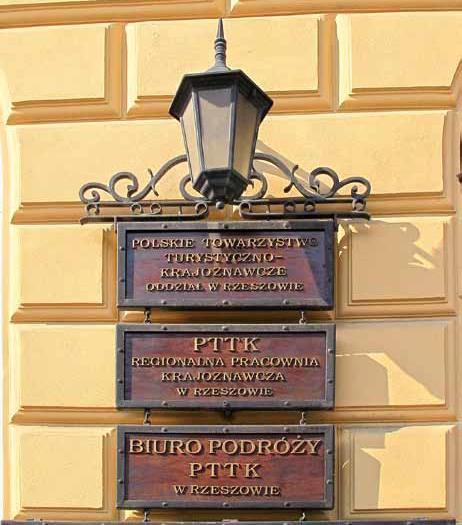 POLSKIE TOWARZYSTWO
TURYSTYCZNO-
KRAJOZNAWCZE
ODDZIAŁ W RZESZOWIE
PTTK
REGIONALNA PRACOWNIA
KRAJOZNAWCZA
W RZESZOWIE
BIURO PODRÓŻY
PTTK
W RZESZOWIE